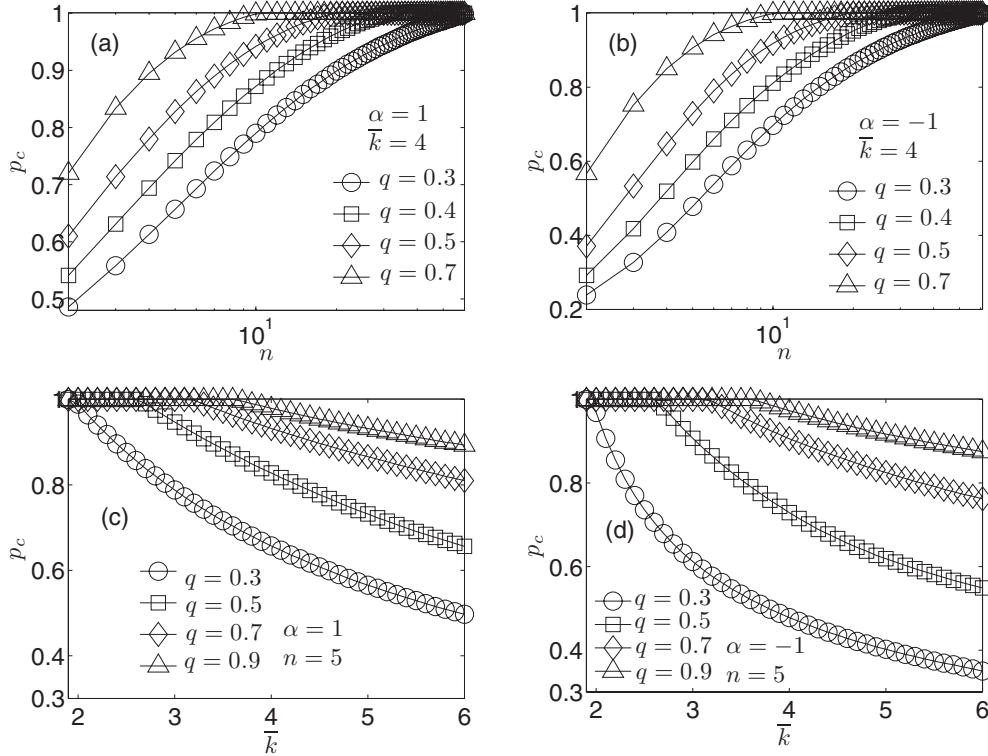 (a)
p_c
1
0.9
0.8
0.7
0.6
0.5
α = 1
k̅ = 4
q = 0.3
q = 0.4
q = 0.5
q = 0.7
10¹
n
(b)
p_c
1
0.8
0.6
0.4
0.2
α = −1
k̅ = 4
q = 0.3
q = 0.4
q = 0.5
q = 0.7
10¹
n
(c)
p_c
1
0.8
0.6
0.4
0.3
q = 0.3
q = 0.5
q = 0.7
q = 0.9
α = 1
n = 5
2 3 4 5 6
k̅
(d)
p_c
1
0.8
0.6
0.4
0.3
q = 0.3
q = 0.5
q = 0.7
q = 0.9
α = −1
n = 5
2 3 4 5 6
k̅